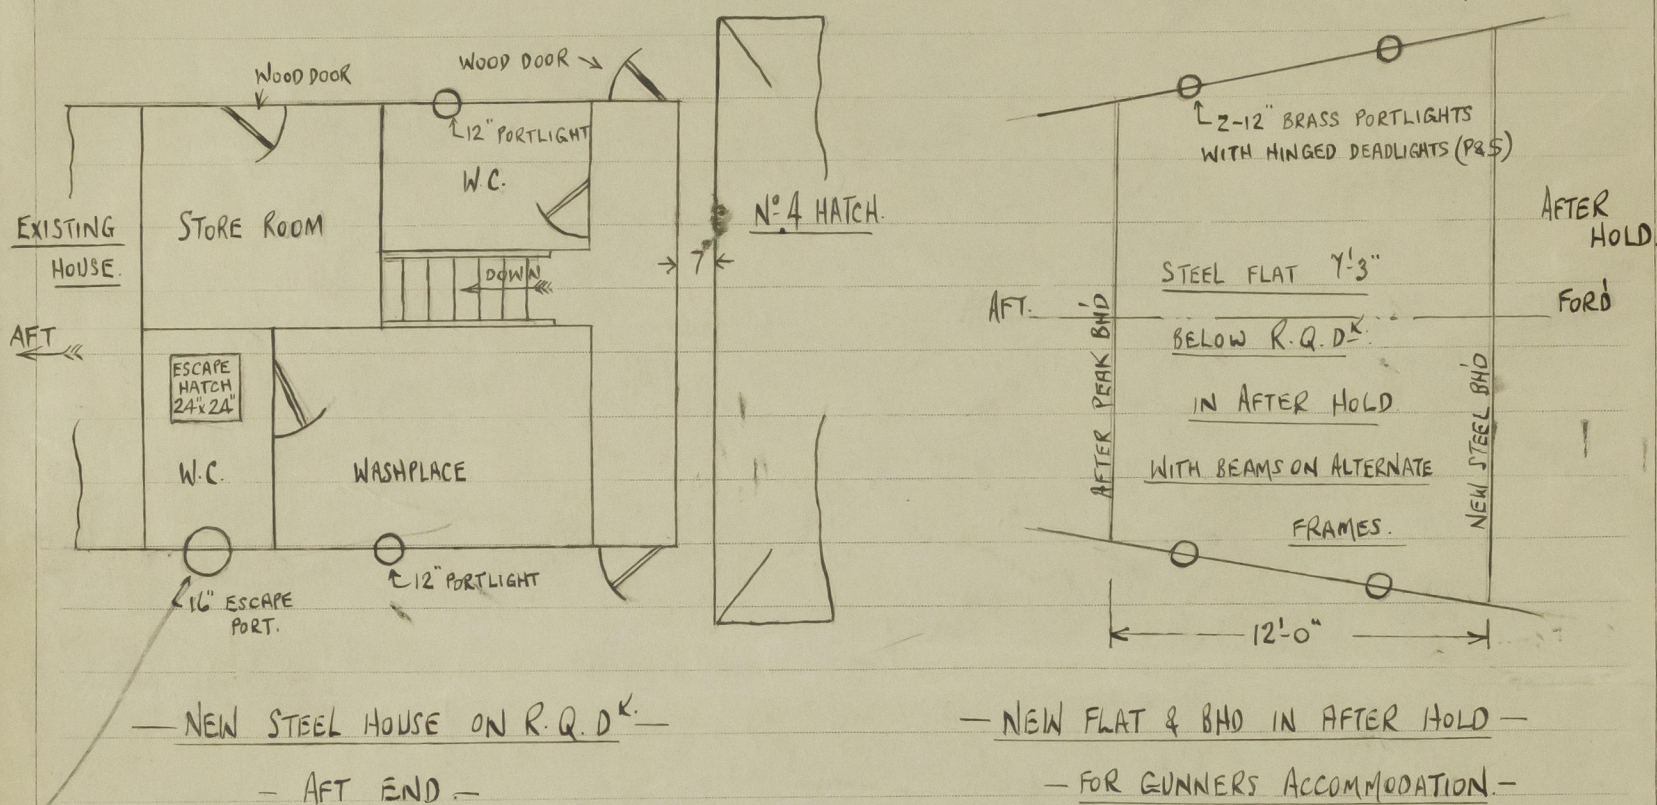 WOOD DOOR
WOOD DOOR
12" PORTLIGHT
W.C.
STORE ROOM
EXISTING
HOUSE.
DOWN
7'
Nº 4 HATCH.
AFT
ESCAPE
HATCH
24"x24"
W.C.
WASHPLACE
16" ESCAPE
PORT.
12" PORTLIGHT
— NEW STEEL HOUSE ON R.Q.Dᴷ. —
— AFT END. —
2-12" BRASS PORTLIGHTS
WITH HINGED DEADLIGHTS (P&S)
AFTER
HOLD
STEEL FLAT 7'-3"
AFT.
FOR'D
BELOW R.Q.Dᴷ.
IN AFTER HOLD
WITH BEAMS ON ALTERNATE
FRAMES.
AFTER PEAK BH'D
NEW STEEL BH'D
12'-0"
— NEW FLAT & BHD IN AFTER HOLD —
— FOR GUNNERS ACCOMMODATION. —